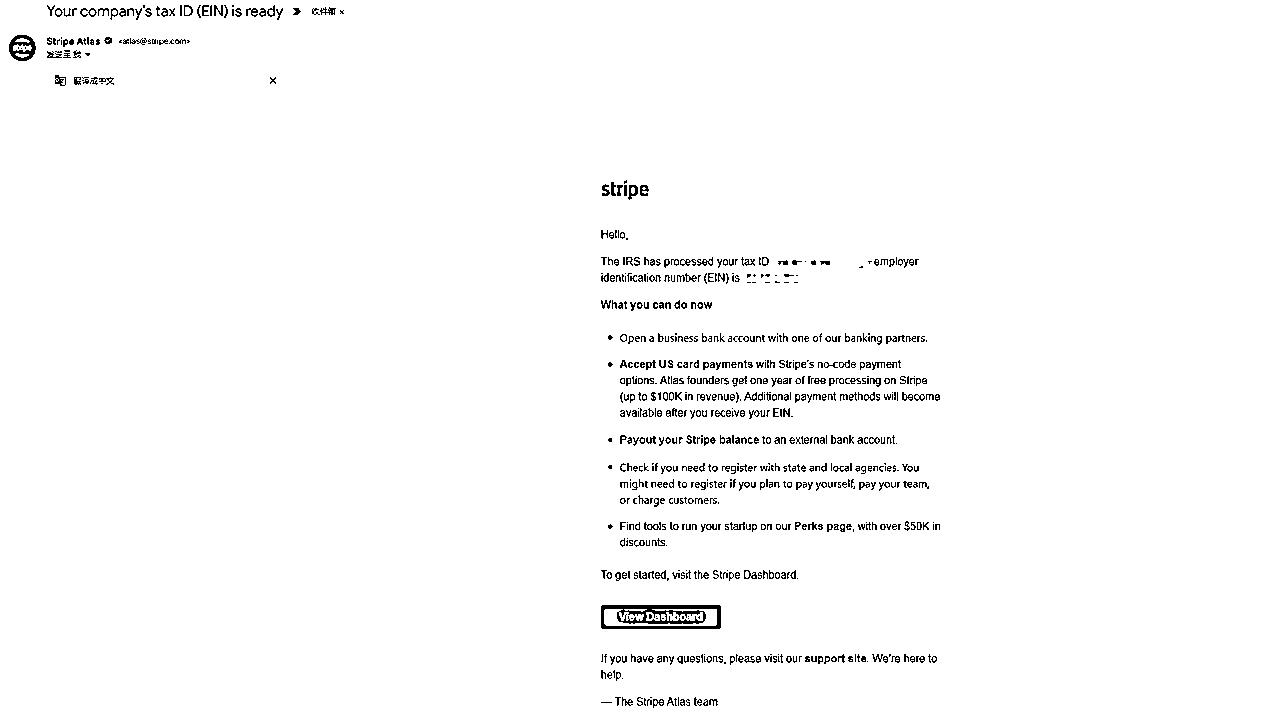 Your company's tax ID (EIN) is ready 收件箱 ×
Stripe Atlas <atlas@stripe.com>
发送至 我
翻译成中文 ×
stripe
Hello,
The IRS has processed your tax ID employer
identification number (EIN) is
What you can do now
• Open a business bank account with one of our banking partners.
• Accept US card payments with Stripe's no-code payment
options. Atlas founders get one year of free processing on Stripe
(up to $100K in revenue). Additional payment methods will become
available after you receive your EIN.
• Payout your Stripe balance to an external bank account.
• Check if you need to register with state and local agencies. You
might need to register if you plan to pay yourself, pay your team,
or charge customers.
• Find tools to run your startup on our Perks page, with over $50K in
discounts.
To get started, visit the Stripe Dashboard.
View Dashboard
If you have any questions, please visit our support site. We're here to
help.
— The Stripe Atlas team